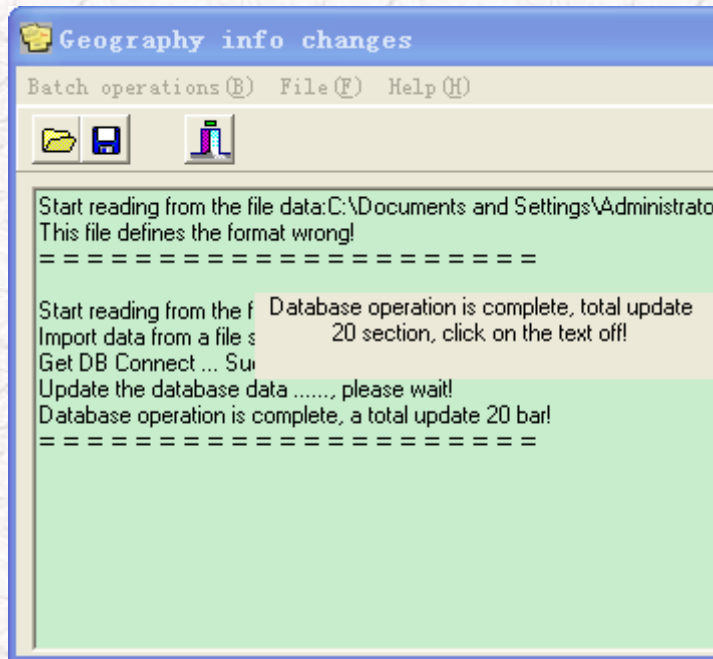 Geography info changes
Batch operations(B) File(F) Help(H)
Start reading from the file data:C:\Documents and Settings\Administrato
This file defines the format wrong!
= = = = = = = = = = = = = = = = = = = = =
Start reading from the f
Import data from a file s
Get DB Connect ... Su
Database operation is complete, total update
20 section, click on the text off!
Update the database data ......, please wait!
Database operation is complete, a total update 20 bar!
= = = = = = = = = = = = = = = = = = = = =